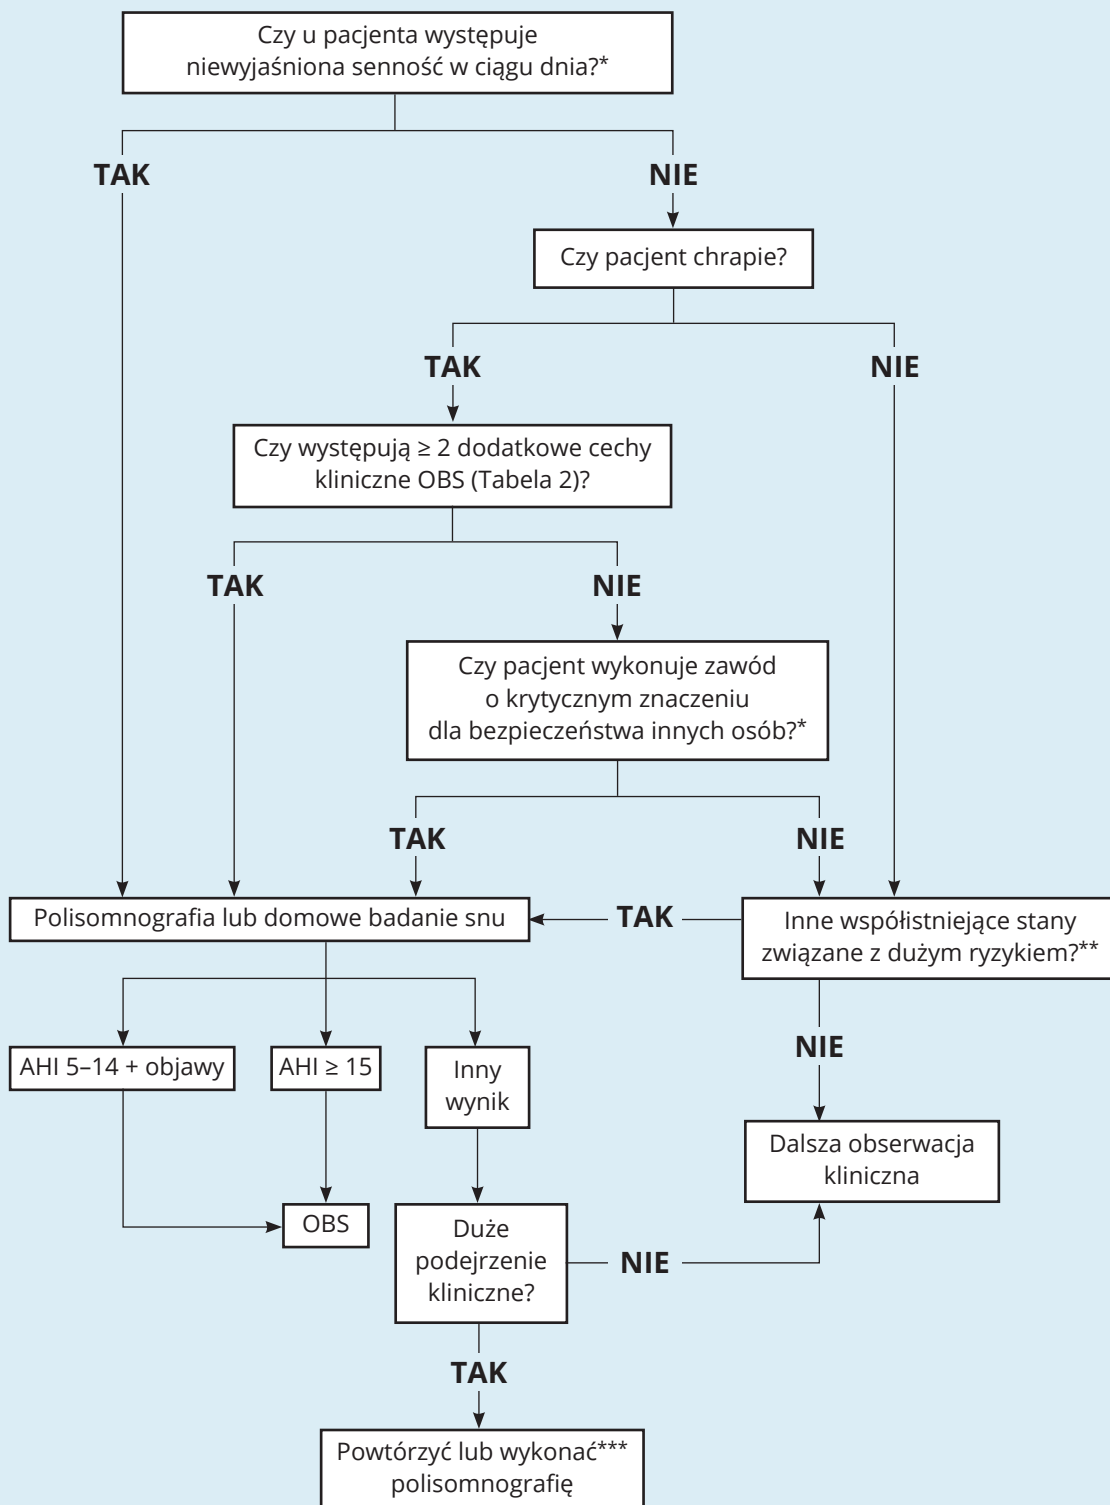 Czy u pacjenta występuje
niewyjaśniona senność w ciągu dnia?*
TAK
NIE
Czy pacjent chrapie?
TAK
NIE
Czy występują ≥ 2 dodatkowe cechy
kliniczne OBS (Tabela 2)?
TAK
NIE
Czy pacjent wykonuje zawód
o krytycznym znaczeniu
dla bezpieczeństwa innych osób?*
TAK
NIE
Polisomnografia lub domowe badanie snu
TAK
Inne współistniejące stany
związane z dużym ryzykiem?**
NIE
AHI 5–14 + objawy
AHI ≥ 15
Inny
wynik
Dalsza obserwacja
kliniczna
OBS
Duże
podejrzenie
kliniczne?
NIE
TAK
Powtórzyć lub wykonać***
polisomnografię